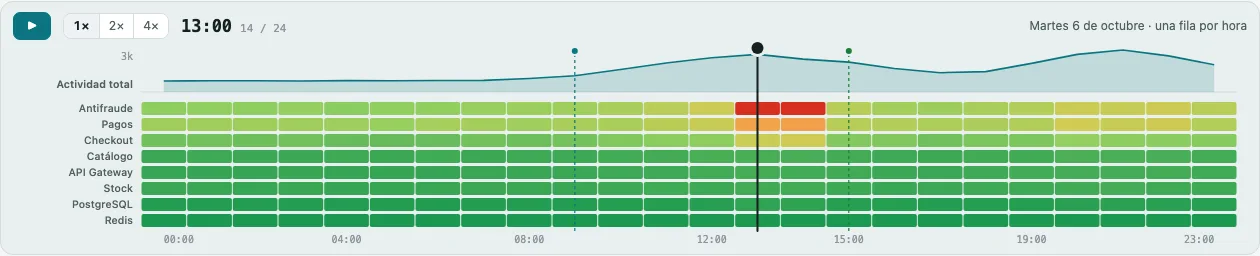 1× 2× 4× 13:00 14 / 24 Martes 6 de octubre · una fila por hora
3k
Actividad total
Antifraude
Pagos
Checkout
Catálogo
API Gateway
Stock
PostgreSQL
Redis
00:00 04:00 08:00 12:00 15:00 19:00 23:00